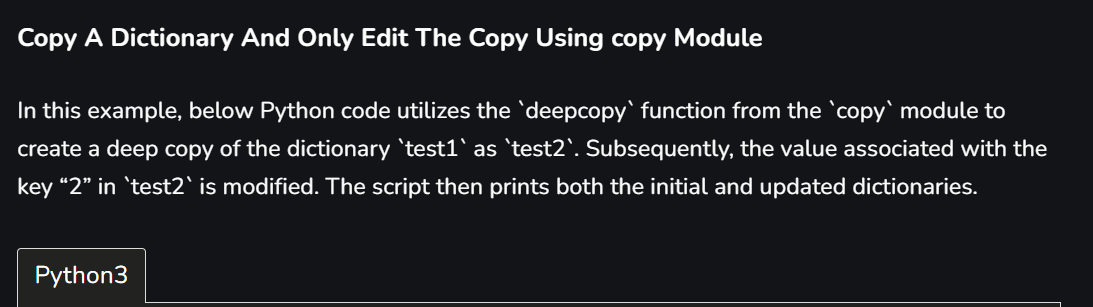 Copy A Dictionary And Only Edit The Copy Using copy Module
In this example, below Python code utilizes the `deepcopy` function from the `copy` module to
create a deep copy of the dictionary `test1` as `test2`. Subsequently, the value associated with the
key “2” in `test2` is modified. The script then prints both the initial and updated dictionaries.
Python3